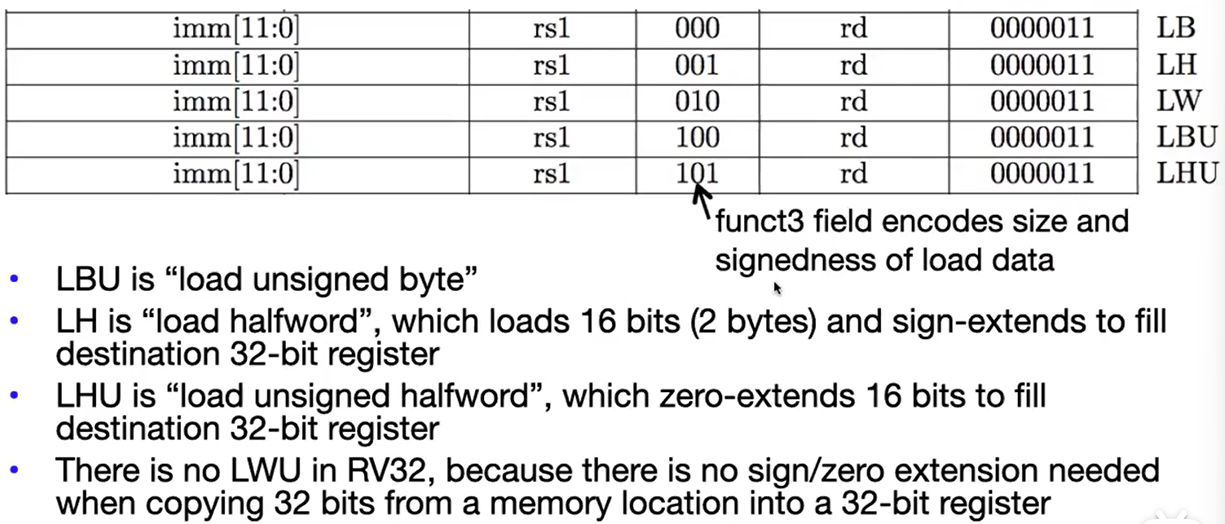 imm[11:0] rs1 000 rd 0000011 LB
imm[11:0] rs1 001 rd 0000011 LH
imm[11:0] rs1 010 rd 0000011 LW
imm[11:0] rs1 100 rd 0000011 LBU
imm[11:0] rs1 101 rd 0000011 LHU
funct3 field encodes size and
signedness of load data
• LBU is “load unsigned byte”
• LH is “load halfword”, which loads 16 bits (2 bytes) and sign-extends to fill
destination 32-bit register
• LHU is “load unsigned halfword”, which zero-extends 16 bits to fill
destination 32-bit register
• There is no LWU in RV32, because there is no sign/zero extension needed
when copying 32 bits from a memory location into a 32-bit register